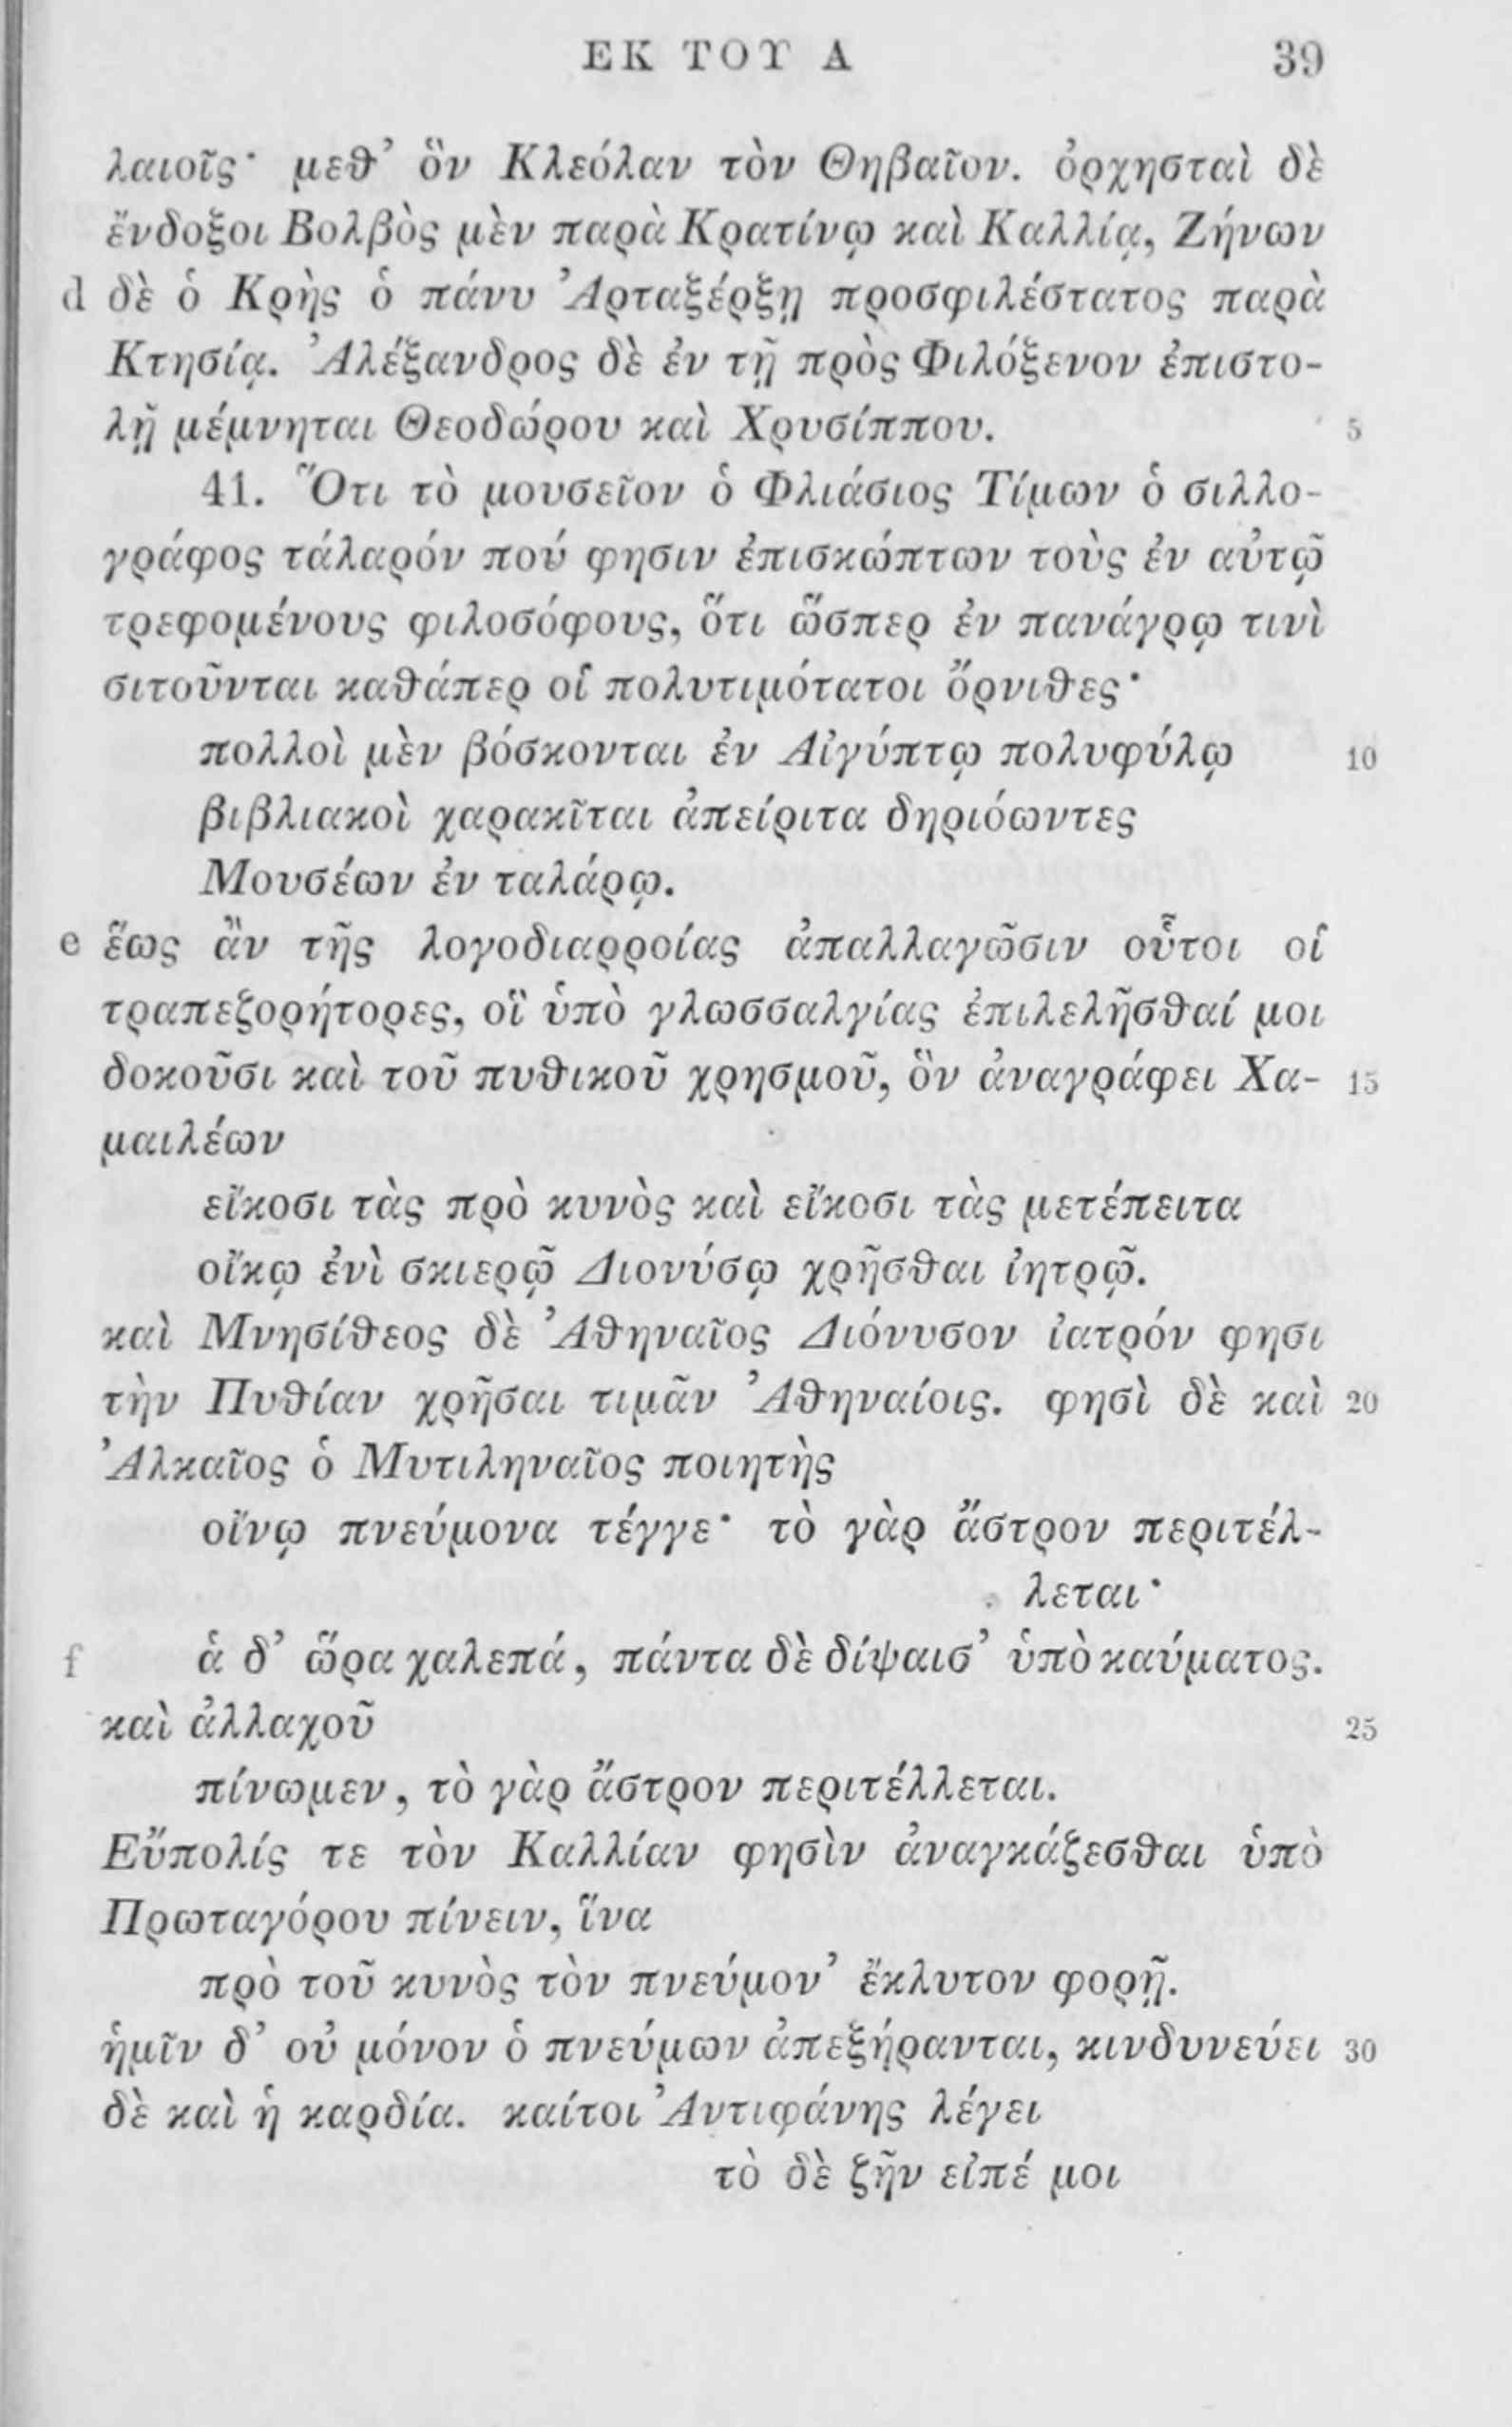 ΕΚ ΤΟΥ Α 39
λαιοῖς· μεθ' ὃν Κλεόλαν τὸν Θηβαῖον. ὀρχησταὶ δὲ
ἔνδοξοι Βολβὸς μὲν παρὰ Κρατίνῳ καὶ Καλλίᾳ, Ζήνων
d δὲ ὁ Κρὴς ὁ πάνυ Ἀρταξέρξῃ προσφιλέστατος παρὰ
Κτησίᾳ. Ἀλέξανδρος δὲ ἐν τῇ πρὸς Φιλόξενον ἐπιστο-
λῇ μέμνηται Θεοδώρου καὶ Χρυσίππου. 5
41. Ὅτι τὸ μουσεῖον ὁ Φλιάσιος Τίμων ὁ σιλλο-
γράφος τάλαρόν πού φησιν ἐπισκώπτων τοὺς ἐν αὐτῷ
τρεφομένους φιλοσόφους, ὅτι ὥσπερ ἐν πανάγρῳ τινὶ
σιτοῦνται καθάπερ οἱ πολυτιμότατοι ὄρνιθες·
πολλοὶ μὲν βόσκονται ἐν Αἰγύπτῳ πολυφύλῳ 10
βιβλιακοὶ χαρακῖται ἀπείριτα δηριόωντες
Μουσέων ἐν ταλάρῳ.
e ἕως ἂν τῆς λογοδιαρροίας ἀπαλλαγῶσιν οὗτοι οἱ
τραπεζορήτορες, οἳ ὑπὸ γλωσσαλγίας ἐπιλελῆσθαί μοι
δοκοῦσι καὶ τοῦ πυθικοῦ χρησμοῦ, ὃν ἀναγράφει Χα- 15
μαιλέων
εἴκοσι τὰς πρὸ κυνὸς καὶ εἴκοσι τὰς μετέπειτα
οἴκῳ ἐνὶ σκιερῷ Διονύσῳ χρῆσθαι ἰητρῷ.
καὶ Μνησίθεος δὲ Ἀθηναῖος Διόνυσον ἰατρόν φησι
τὴν Πυθίαν χρῆσαι τιμᾶν Ἀθηναίοις. φησὶ δὲ καὶ 20
Ἀλκαῖος ὁ Μυτιληναῖος ποιητὴς
οἴνῳ πνεύμονα τέγγε· τὸ γὰρ ἄστρον περιτέλ-
λεται·
f ἁ δ' ὥρα χαλεπά, πάντα δὲ δίψαισ' ὑπὸ καύματος.
καὶ ἀλλαχοῦ 25
πίνωμεν, τὸ γὰρ ἄστρον περιτέλλεται.
Εὔπολίς τε τὸν Καλλίαν φησὶν ἀναγκάζεσθαι ὑπὸ
Πρωταγόρου πίνειν, ἵνα
πρὸ τοῦ κυνὸς τὸν πνεύμον' ἔκλυτον φορῇ.
ἡμῖν δ' οὐ μόνον ὁ πνεύμων ἀπεξήρανται, κινδυνεύει 30
δὲ καὶ ἡ καρδία. καίτοι Ἀντιφάνης λέγει
τὸ δὲ ζῆν εἰπέ μοι